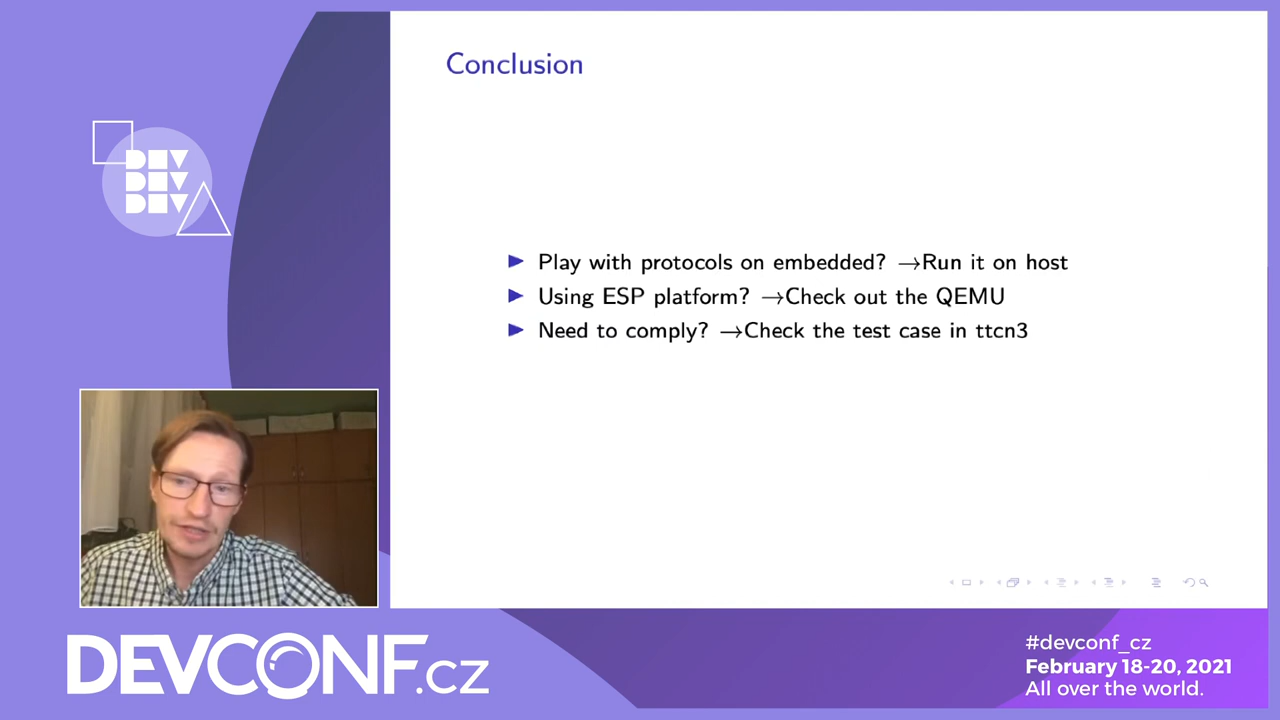 Conclusion
▶ Play with protocols on embedded? →Run it on host
▶ Using ESP platform? →Check out the QEMU
▶ Need to comply? →Check the test case in ttcn3
DEV
DEV
DEV
DEVCONF.cz
#devconf_cz
February 18-20, 2021
All over the world.